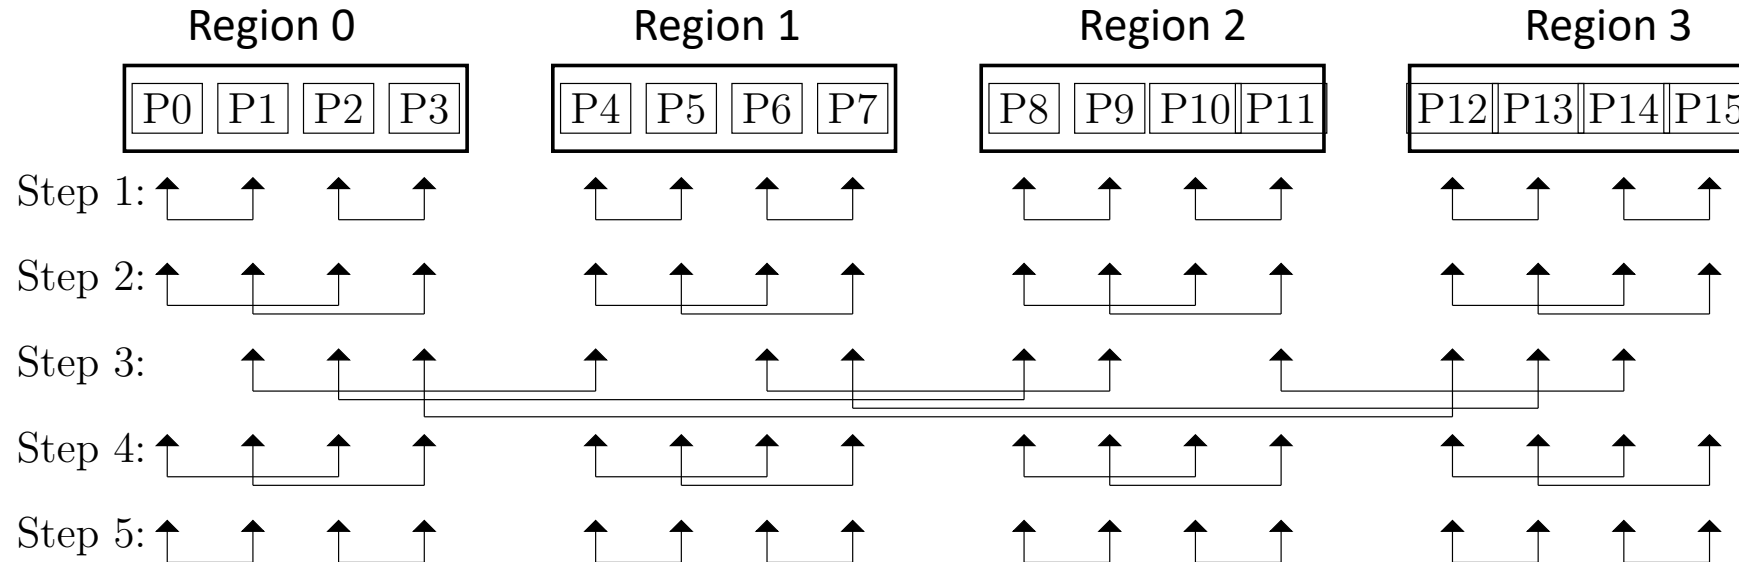 Region 0 Region 1 Region 2 Region 3
P0 P1 P2 P3 P4 P5 P6 P7 P8 P9 P10 P11 P12 P13 P14 P15
Step 1:
Step 2:
Step 3:
Step 4:
Step 5: